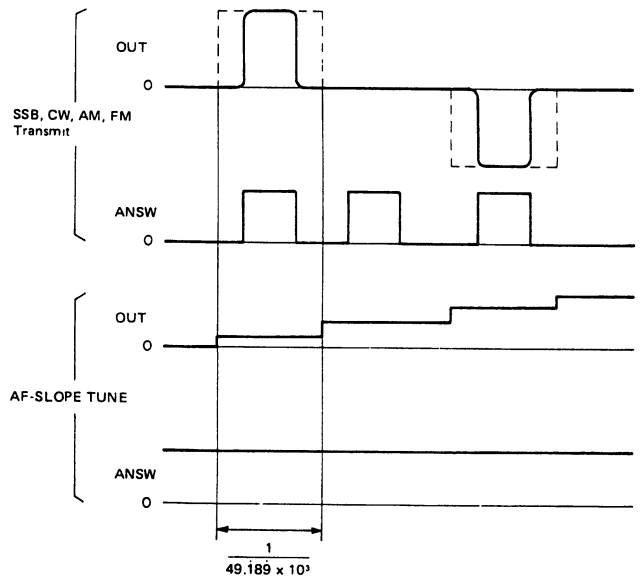 OUT
0
SSB, CW, AM, FM
Transmit
ANSW
0
OUT
0
AF-SLOPE TUNE
ANSW
0
1
49.189 x 10³